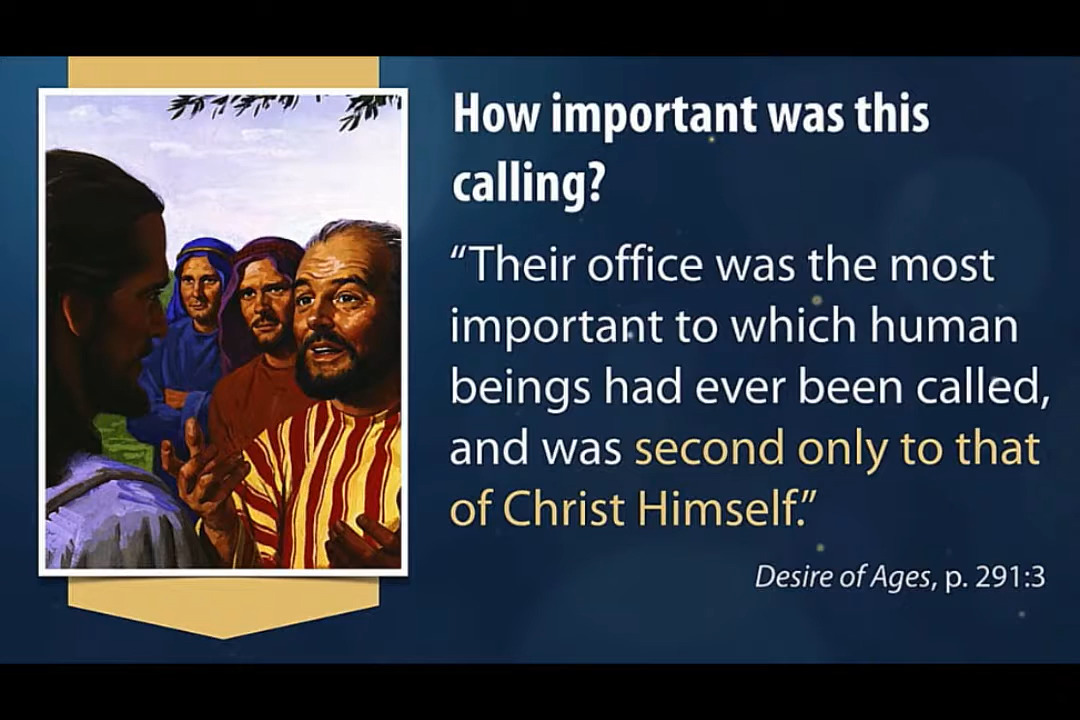 How important was this
calling?
“Their office was the most
important to which human
beings had ever been called,
and was second only to that
of Christ Himself.”
Desire of Ages, p. 291:3